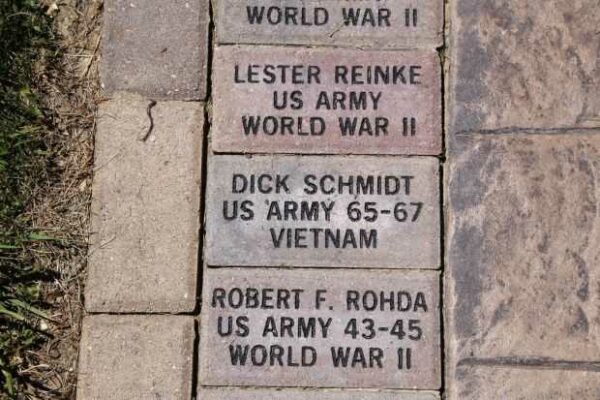 WORLD WAR II
LESTER REINKE
US ARMY
WORLD WAR II
DICK SCHMIDT
US ARMY 65-67
VIETNAM
ROBERT F. ROHDA
US ARMY 43-45
WORLD WAR II